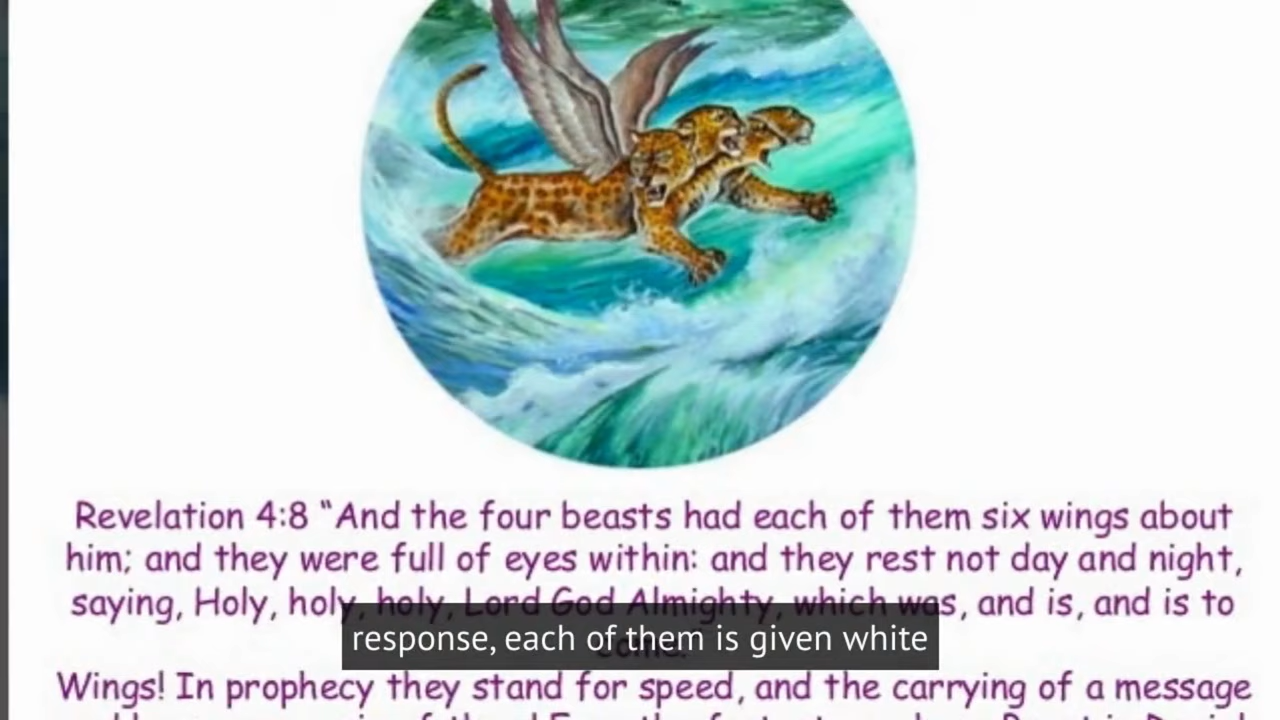 Revelation 4:8 “And the four beasts had each of them six wings about
him; and they were full of eyes within: and they rest not day and night,
saying, Holy, holy, holy, Lord God Almighty, which was, and is, and is to
come.”
response, each of them is given white
Wings! In prophecy they stand for speed, and the carrying of a message